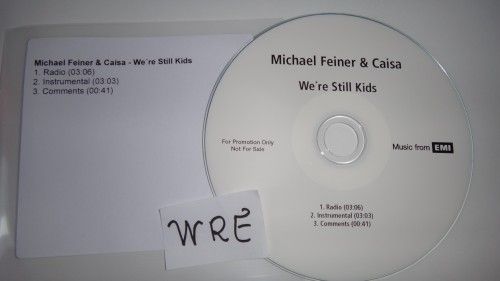 Michael Feiner & Caisa - We´re Still Kids
1. Radio (03:06)
2. Instrumental (03:03)
3. Comments (00:41)
Michael Feiner & Caisa
We´re Still Kids
For Promotion Only
Not For Sale
Music from EMI
1. Radio (03:06)
2. Instrumental (03:03)
3. Comments (00:41)
WRE